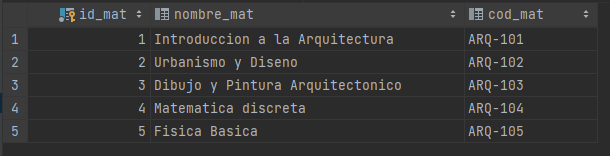 id_mat nombre_mat cod_mat
1 1 Introduccion a la Arquitectura ARQ-101
2 2 Urbanismo y Diseno ARQ-102
3 3 Dibujo y Pintura Arquitectonico ARQ-103
4 4 Matematica discreta ARQ-104
5 5 Fisica Basica ARQ-105